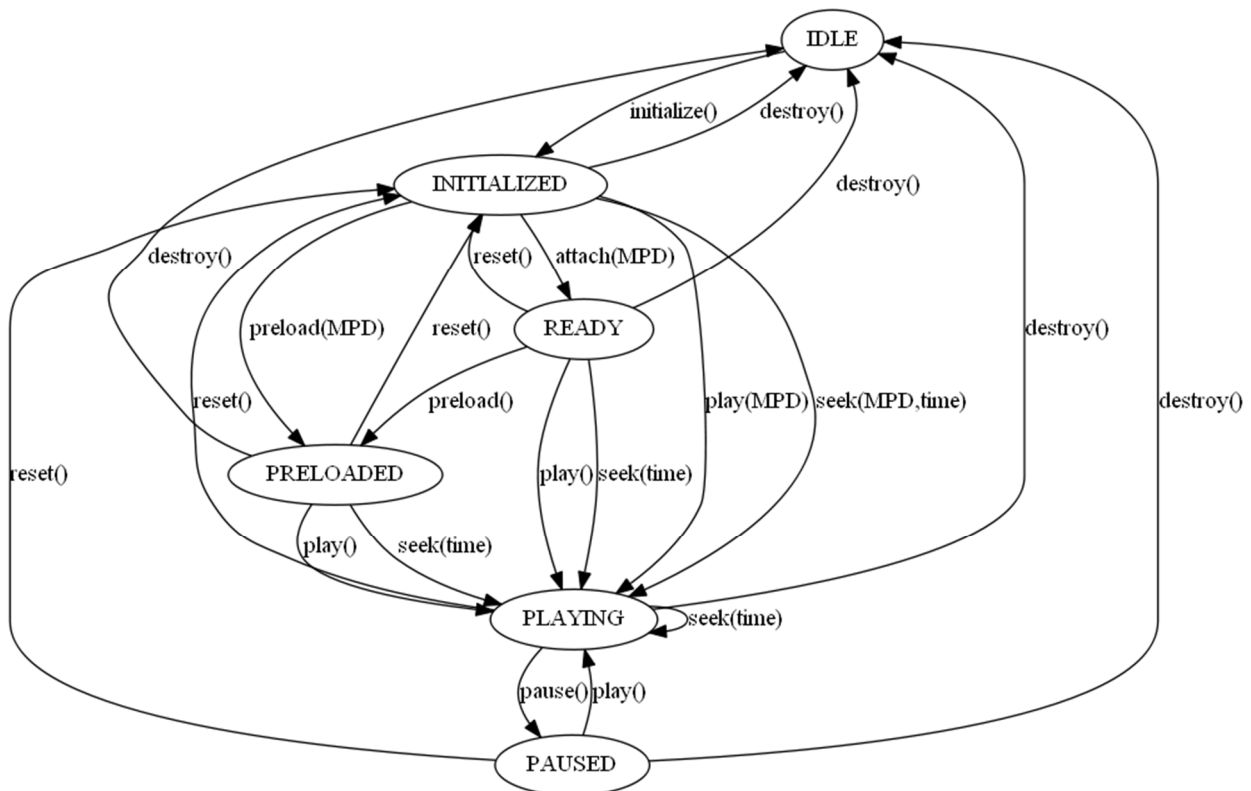 IDLE
initialize()
destroy()
INITIALIZED
destroy()
destroy()
reset()
attach(MPD)
preload(MPD)
reset()
READY
destroy()
reset()
preload()
play(MPD)
seek(MPD,time)
destroy()
reset()
PRELOADED
play()
seek(time)
play()
seek(time)
PLAYING
seek(time)
pause()
play()
PAUSED